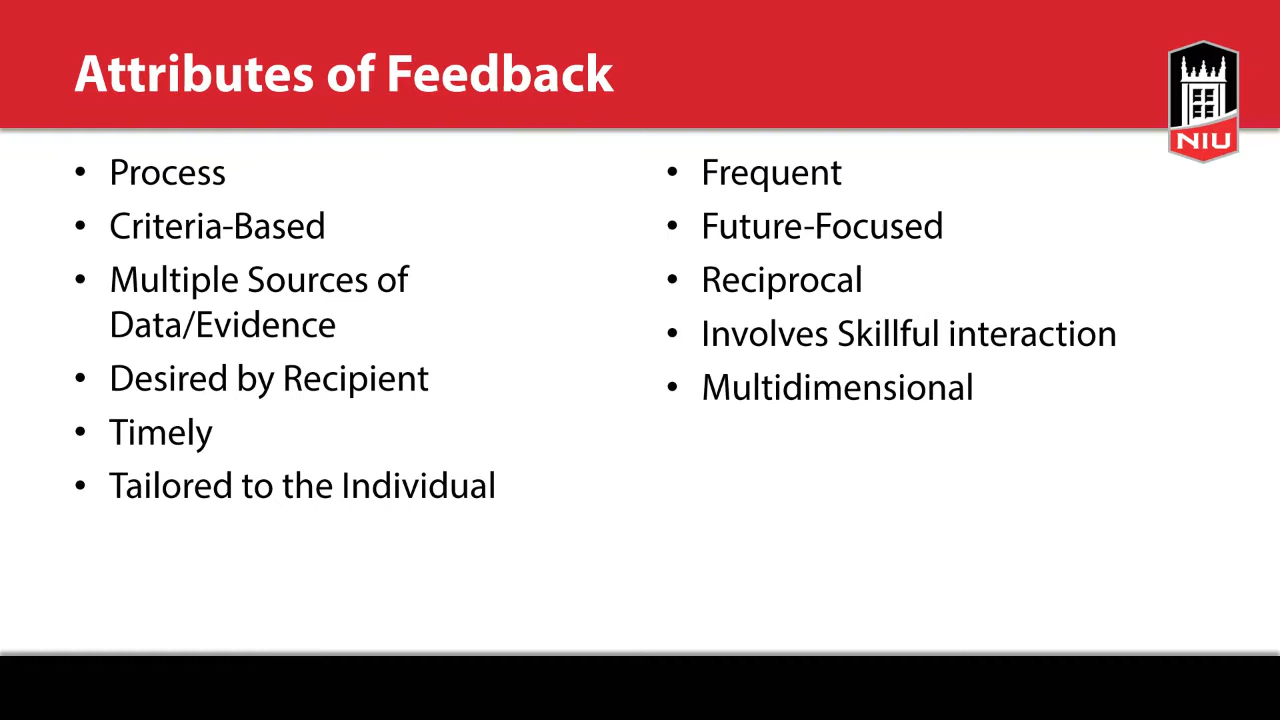 Attributes of Feedback
NIU
• Process
• Criteria-Based
• Multiple Sources of
Data/Evidence
• Desired by Recipient
• Timely
• Tailored to the Individual
• Frequent
• Future-Focused
• Reciprocal
• Involves Skillful interaction
• Multidimensional